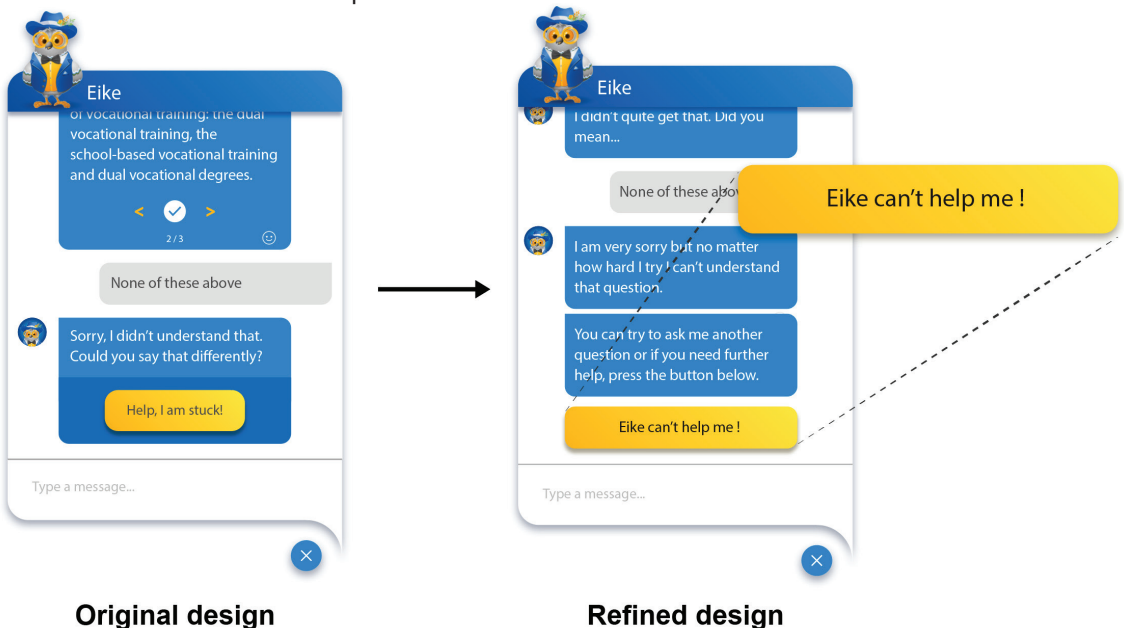 Eike
of vocational training: the dual
vocational training, the
school-based vocational training
and dual vocational degrees.
< >
2/3
None of these above
Sorry, I didn't understand that.
Could you say that differently?
Help, I am stuck!
Type a message...
Original design
Eike
I didn't quite get that. Did you
mean...
None of these abov
Eike can't help me !
I am very sorry but no matter
how hard I try I can't understand
that question.
You can try to ask me another
question or if you need further
help, press the button below.
Eike can't help me !
Type a message...
Refined design